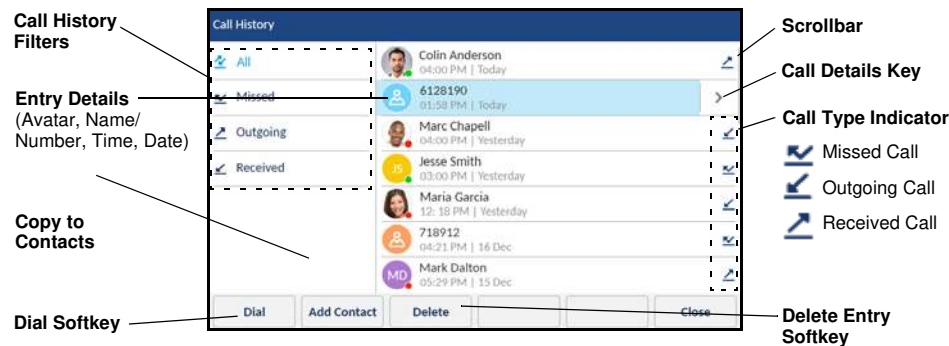 Call History
Filters
Entry Details
(Avatar, Name/
Number, Time, Date)
Copy to
Contacts
Dial Softkey
Call History
All
Missed
Outgoing
Received
Colin Anderson
04:00 PM | Today
6128190
01:58 PM | Today
Marc Chapell
04:00 PM | Yesterday
JS
Jesse Smith
03:00 PM | Yesterday
Maria Garcia
12: 18 PM | Yesterday
718912
04:21 PM | 16 Dec
MD
Mark Dalton
05:29 PM | 15 Dec
Dial
Add Contact
Delete
Close
Scrollbar
Call Details Key
Call Type Indicator
Missed Call
Outgoing Call
Received Call
Delete Entry
Softkey